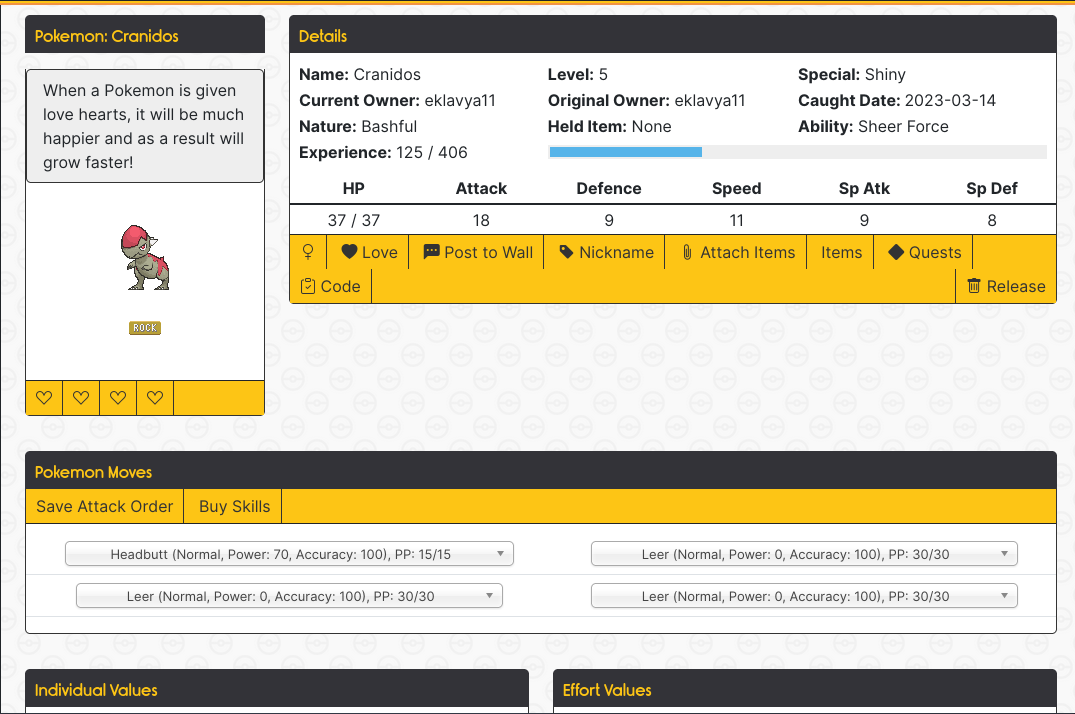 Pokemon: Cranidos
When a Pokemon is given
love hearts, it will be much
happier and as a result will
grow faster!
ROCK
Details
Name: Cranidos Level: 5 Special: Shiny
Current Owner: eklavya11 Original Owner: eklavya11 Caught Date: 2023-03-14
Nature: Bashful Held Item: None Ability: Sheer Force
Experience: 125 / 406
HP Attack Defence Speed Sp Atk Sp Def
37 / 37 18 9 11 9 8
Love Post to Wall Nickname Attach Items Items Quests
Code Release
Pokemon Moves
Save Attack Order Buy Skills
Headbutt (Normal, Power: 70, Accuracy: 100), PP: 15/15 Leer (Normal, Power: 0, Accuracy: 100), PP: 30/30
Leer (Normal, Power: 0, Accuracy: 100), PP: 30/30 Leer (Normal, Power: 0, Accuracy: 100), PP: 30/30
Individual Values Effort Values